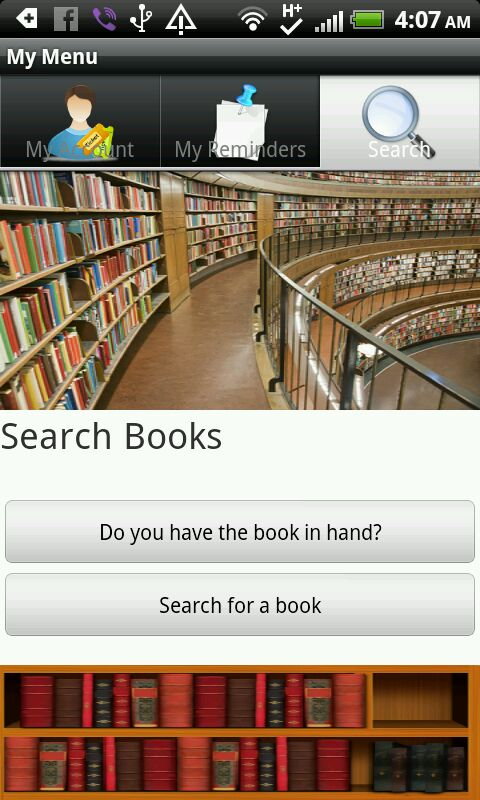 H+
4:07 AM
My Menu
My Account
My Reminders
Search
Search Books
Do you have the book in hand?
Search for a book